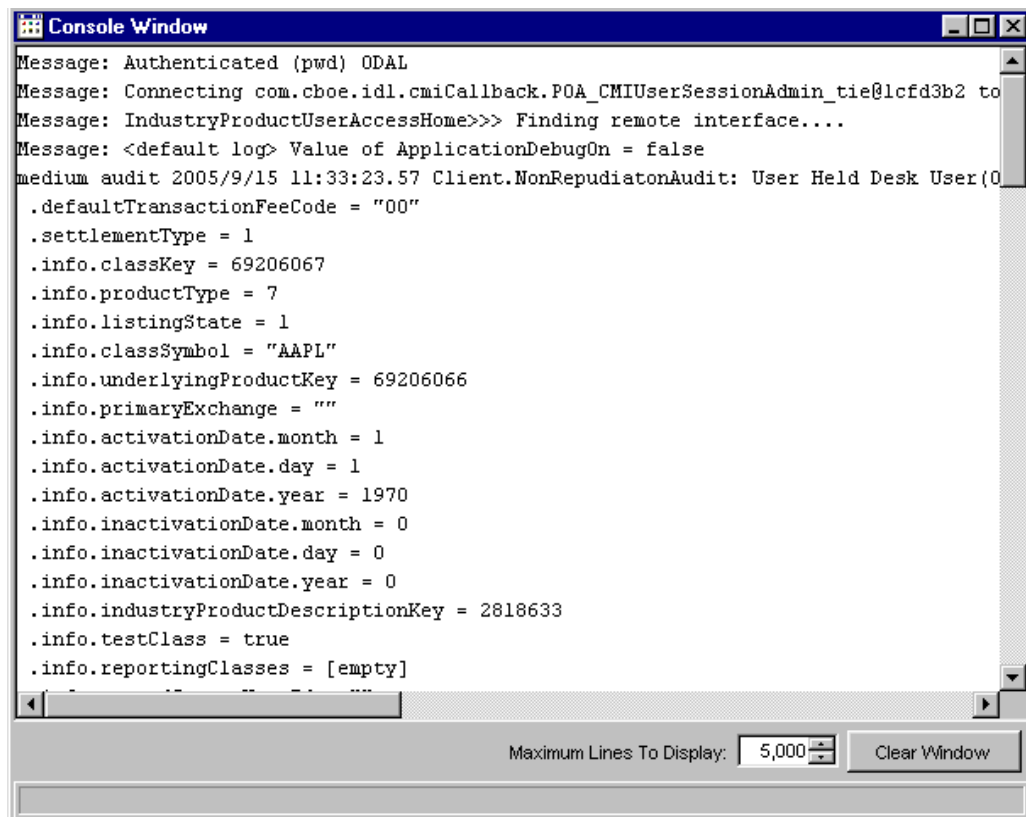 Console Window
Message: Authenticated (pwd) ODAL
Message: Connecting com.cboe.idl.cmiCallback.POA_CMIUserSessionAdmin_tie@1cfd3b2 to
Message: IndustryProductUserAccessHome>>> Finding remote interface....
Message: <default log> Value of ApplicationDebugOn = false
medium audit 2005/9/15 11:33:23.57 Client.NonRepudiatonAudit: User Held Desk User(0
.defaultTransactionFeeCode = "00"
.settlementType = 1
.info.classKey = 69206067
.info.productType = 7
.info.listingState = 1
.info.classSymbol = "AAPL"
.info.underlyingProductKey = 69206066
.info.primaryExchange = ""
.info.activationDate.month = 1
.info.activationDate.day = 1
.info.activationDate.year = 1970
.info.inactivationDate.month = 0
.info.inactivationDate.day = 0
.info.inactivationDate.year = 0
.info.industryProductDescriptionKey = 2818633
.info.testClass = true
.info.reportingClasses = [empty]
Maximum Lines To Display: 5,000 Clear Window